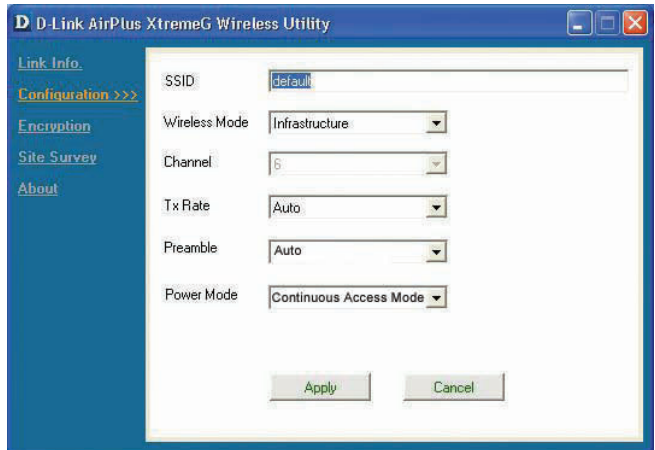 D D-Link AirPlus XtremeG Wireless Utility
Link Info.
Configuration >>>
Encryption
Site Survey
About
SSID default
Wireless Mode Infrastructure
Channel 6
Tx Rate Auto
Preamble Auto
Power Mode Continuous Access Mode
Apply Cancel